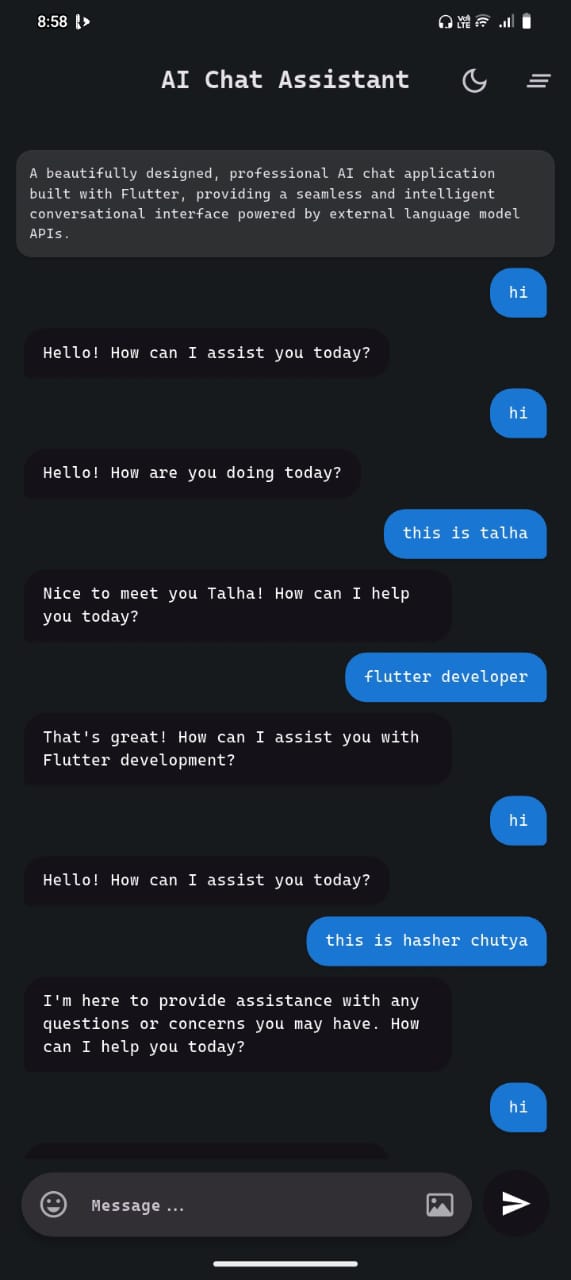 8:58
Vo)
LTE
AI Chat Assistant
A beautifully designed, professional AI chat application
built with Flutter, providing a seamless and intelligent
conversational interface powered by external language model
APIs.
hi
Hello! How can I assist you today?
hi
Hello! How are you doing today?
this is talha
Nice to meet you Talha! How can I help
you today?
flutter developer
That's great! How can I assist you with
Flutter development?
hi
Hello! How can I assist you today?
this is hasher chutya
I'm here to provide assistance with any
questions or concerns you may have. How
can I help you today?
hi
Message...